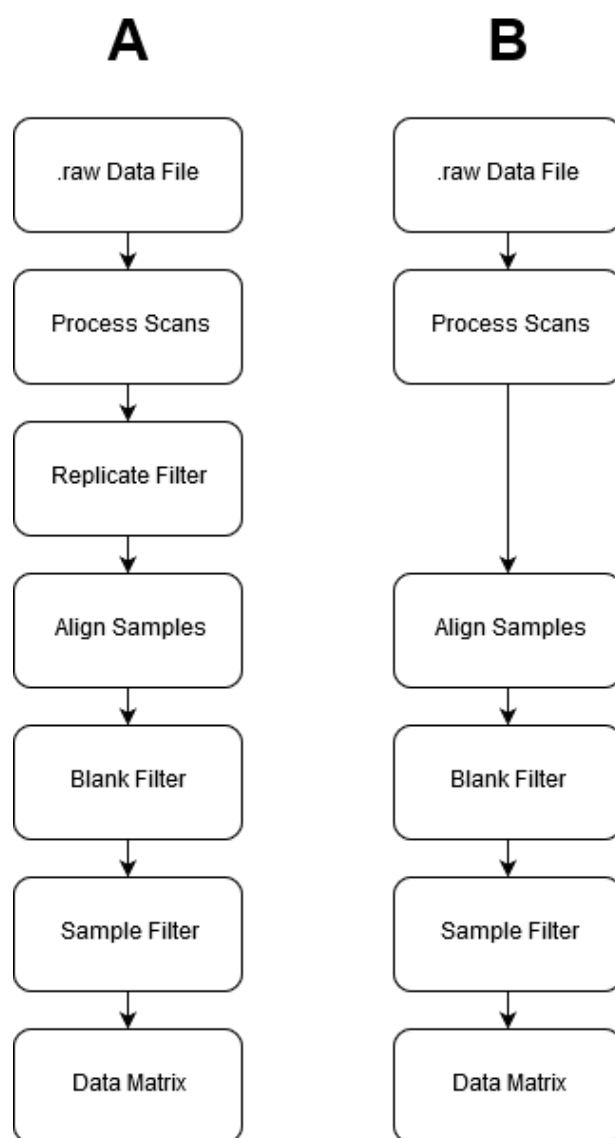 A
.raw Data File
Process Scans
Replicate Filter
Align Samples
Blank Filter
Sample Filter
Data Matrix
B
.raw Data File
Process Scans
Align Samples
Blank Filter
Sample Filter
Data Matrix